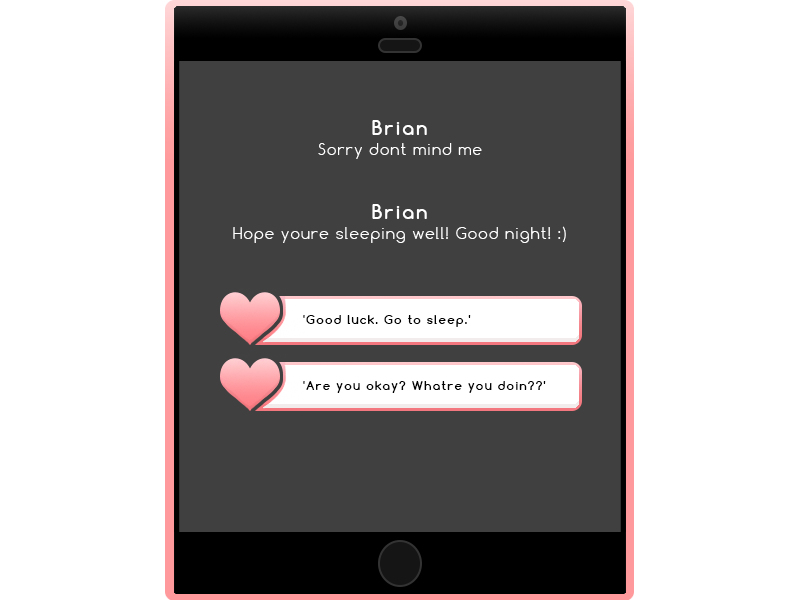 Brian
Sorry dont mind me
Brian
Hope youre sleeping well! Good night! :)
'Good luck. Go to sleep.'
'Are you okay? Whatre you doin??'